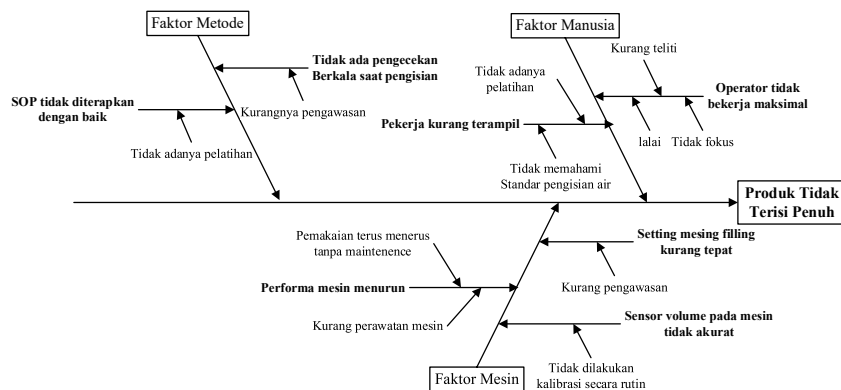 Faktor Metode
Tidak ada pengecekan
Berkala saat pengisian
Kurangnya pengawasan
SOP tidak diterapkan
dengan baik
Tidak adanya pelatihan
Faktor Manusia
Kurang teliti
Operator tidak
bekerja maksimal
lalai
Tidak fokus
Tidak adanya
pelatihan
Pekerja kurang terampil
Tidak memahami
Standar pengisian air
Produk Tidak
Terisi Penuh
Setting mesing filling
kurang tepat
Kurang pengawasan
Pemakaian terus menerus
tanpa maintenence
Performa mesin menurun
Kurang perawatan mesin
Sensor volume pada mesin
tidak akurat
Tidak dilakukan
kalibrasi secara rutin
Faktor Mesin